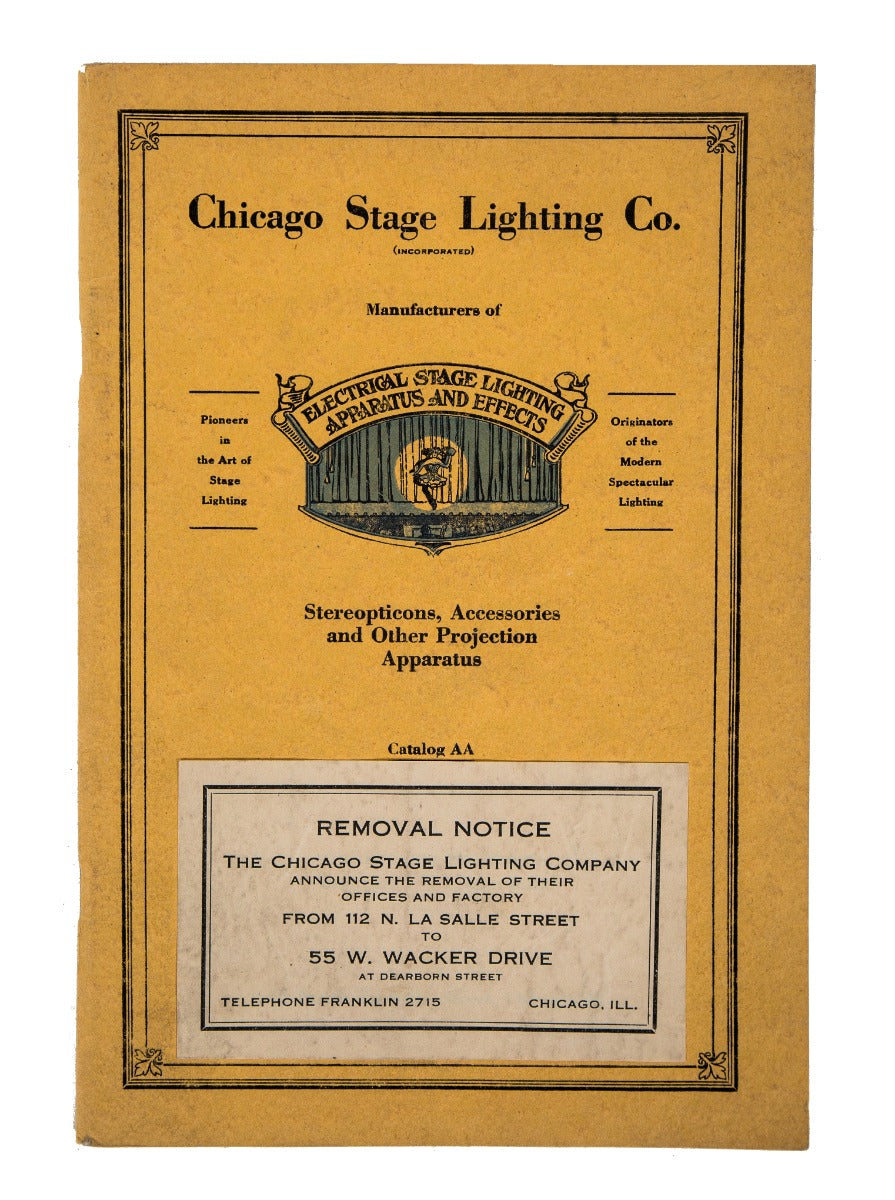 Chicago Stage Lighting Co.
(INCORPORATED)
Manufacturers of
ELECTRICAL STAGE LIGHTING
APPARATUS AND EFFECTS
Pioneers
in
the Art of
Stage
Lighting
Originators
of the
Modern
Spectacular
Lighting
Stereopticons, Accessories
and Other Projection
Apparatus
Catalog AA
REMOVAL NOTICE
THE CHICAGO STAGE LIGHTING COMPANY
ANNOUNCE THE REMOVAL OF THEIR
OFFICES AND FACTORY
FROM 112 N. LA SALLE STREET
TO
55 W. WACKER DRIVE
AT DEARBORN STREET
TELEPHONE FRANKLIN 2715 CHICAGO, ILL.